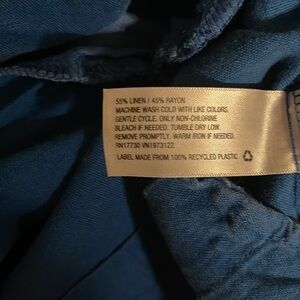 55% LINEN / 45% RAYON
MACHINE WASH COLD WITH LIKE COLORS.
GENTLE CYCLE. ONLY NON-CHLORINE
BLEACH IF NEEDED. TUMBLE DRY LOW.
REMOVE PROMPTLY. WARM IRON IF NEEDED.
RN17730 VN1973122
LABEL MADE FROM 100% RECYCLED PLASTIC